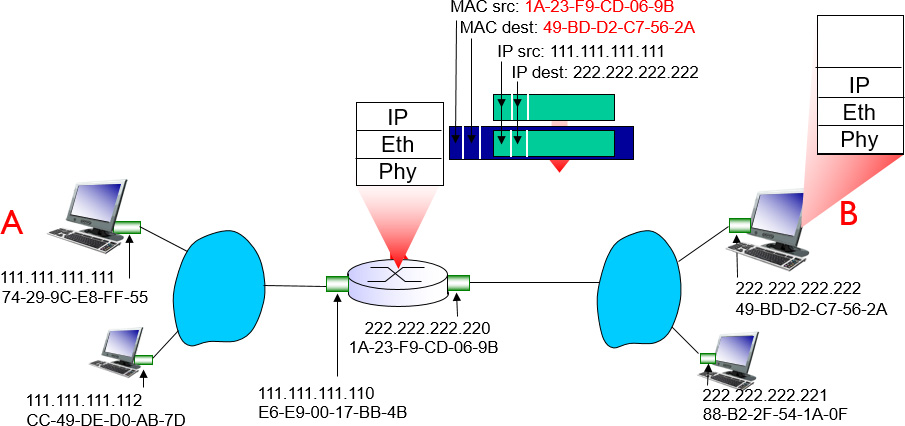 MAC src: 1A-23-F9-CD-06-9B
MAC dest: 49-BD-D2-C7-56-2A
IP src: 111.111.111.111
IP dest: 222.222.222.222
IP
Eth
Phy
IP
Eth
Phy
A
B
111.111.111.111
74-29-9C-E8-FF-55
222.222.222.222
49-BD-D2-C7-56-2A
222.222.222.220
1A-23-F9-CD-06-9B
111.111.111.112
CC-49-DE-D0-AB-7D
111.111.111.110
E6-E9-00-17-BB-4B
222.222.222.221
88-B2-2F-54-1A-0F